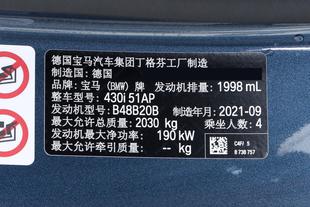 德国宝马汽车集团丁格芬工厂制造
制造国: 德国
品牌: 宝马 (BMW) 牌 发动机排量: 1998 mL
整车型号: 430i 51AP
发动机型号: B48B20B 制造年月: 2021-09
最大允许总质量: 2030 kg 乘坐人数: 4
发动机最大净功率: 190 kW
最大允许牵引质量: -- kg
C4F/ 5
8 738 757